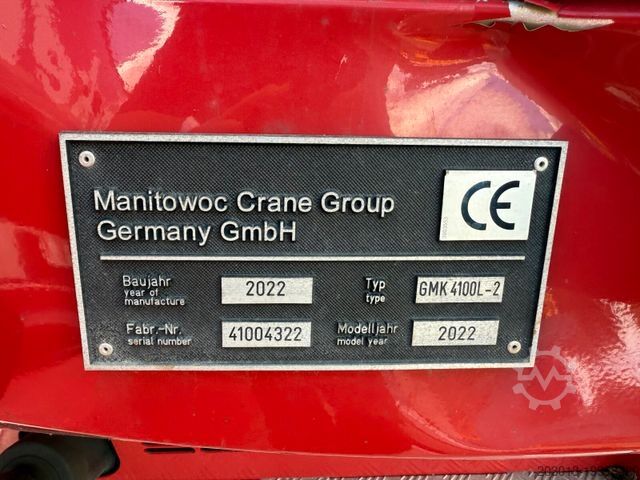 Manitowoc Crane Group
Germany GmbH
CE
Baujahr
year of
manufacture
2022
Typ
type
GMK 4100L-2
Fabr.-Nr.
serial number
41004322
Modelljahr
model year
2022